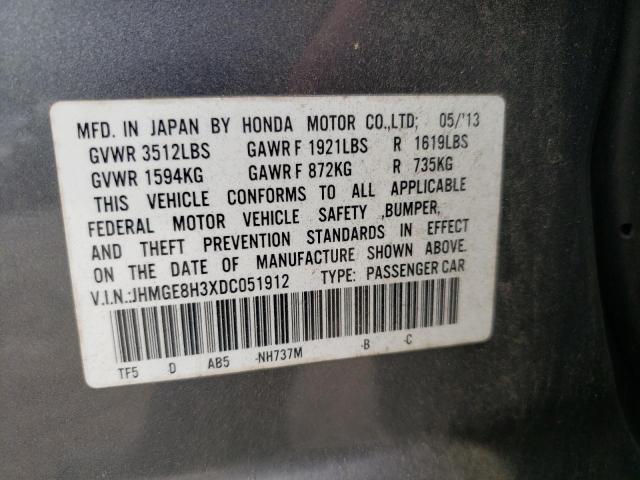 MFD. IN JAPAN BY HONDA MOTOR CO.,LTD; 05/'13
GVWR 3512LBS GAWR F 1921LBS R 1619LBS
GVWR 1594KG GAWR F 872KG R 735KG
THIS VEHICLE CONFORMS TO ALL APPLICABLE
FEDERAL MOTOR VEHICLE SAFETY ,BUMPER,
AND THEFT PREVENTION STANDARDS IN EFFECT
ON THE DATE OF MANUFACTURE SHOWN ABOVE.
V.I.N.:JHMGE8H3XDC051912 TYPE: PASSENGER CAR
TF5 D AB5 -NH737M -B -C